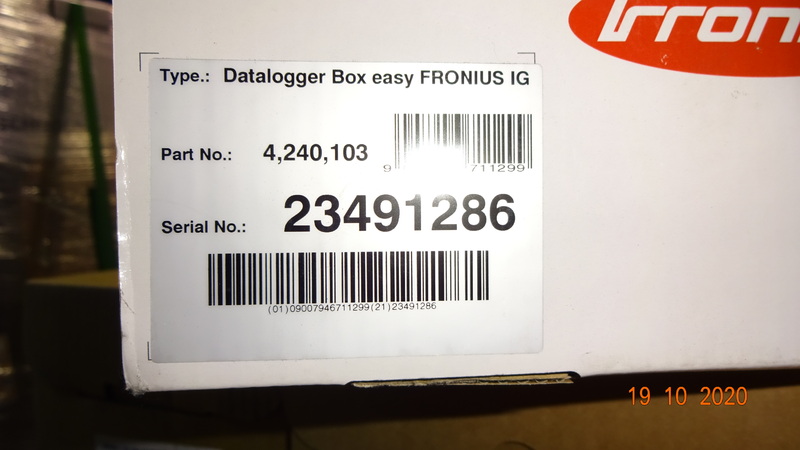 Type.: Datalogger Box easy FRONIUS IG
Part No.: 4,240,103
9 711299
Serial No.: 23491286
(01)09007946711299(21)23491286
19 10 2020